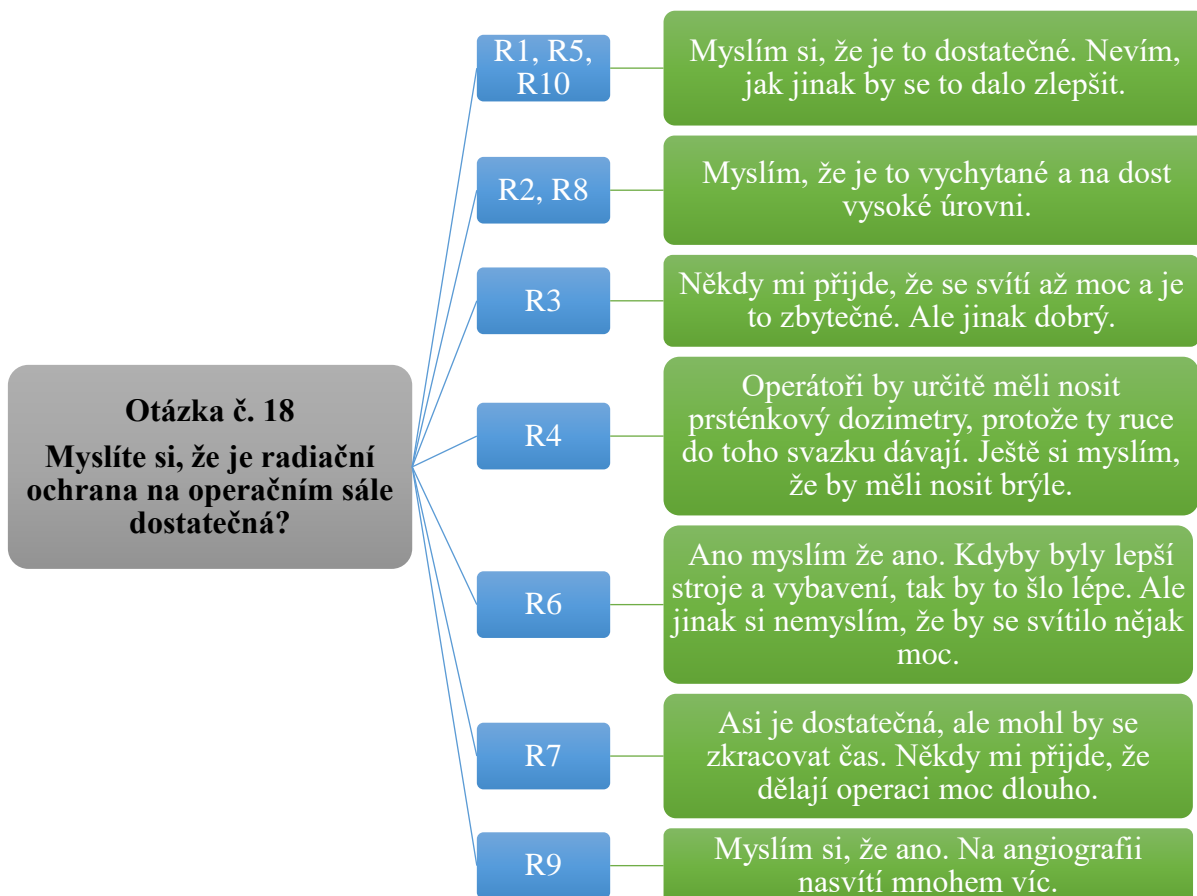 Otázka č. 18
Myslíte si, že je radiační
ochrana na operačním sále
dostatečná?
R1, R5,
R10
Myslím si, že je to dostatečné. Nevím,
jak jinak by se to dalo zlepšit.
R2, R8
Myslím, že je to vychytané a na dost
vysoké úrovni.
R3
Někdy mi přijde, že se svítí až moc a je
to zbytečné. Ale jinak dobrý.
R4
Operátoři by určitě měli nosit
prsténkový dozimetry, protože ty ruce
do toho svazku dávají. Ještě si myslím,
že by měli nosit brýle.
R6
Ano myslím že ano. Kdyby byly lepší
stroje a vybavení, tak by to šlo lépe. Ale
jinak si nemyslím, že by se svítilo nějak
moc.
R7
Asi je dostatečná, ale mohl by se
zkracovat čas. Někdy mi přijde, že
dělají operaci moc dlouho.
R9
Myslím si, že ano. Na angiografii
nasvítí mnohem víc.